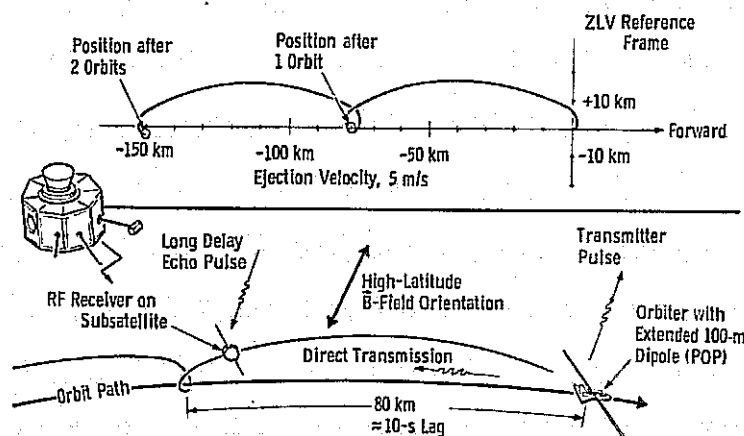 ZLV Reference
Frame
Position after
2 Orbits
Position after
1 Orbit
+10 km
Forward
-150 km
-100 km
-50 km
-10 km
Ejection Velocity, 5 m/s
Long Delay
Echo Pulse
Transmitter
Pulse
High-Latitude
B-Field Orientation
RF Receiver on
Subsatellite
Orbiter with
Extended 100-m
Dipole (POP)
Direct Transmission
Orbit Path
80 km
≈10-s Lag